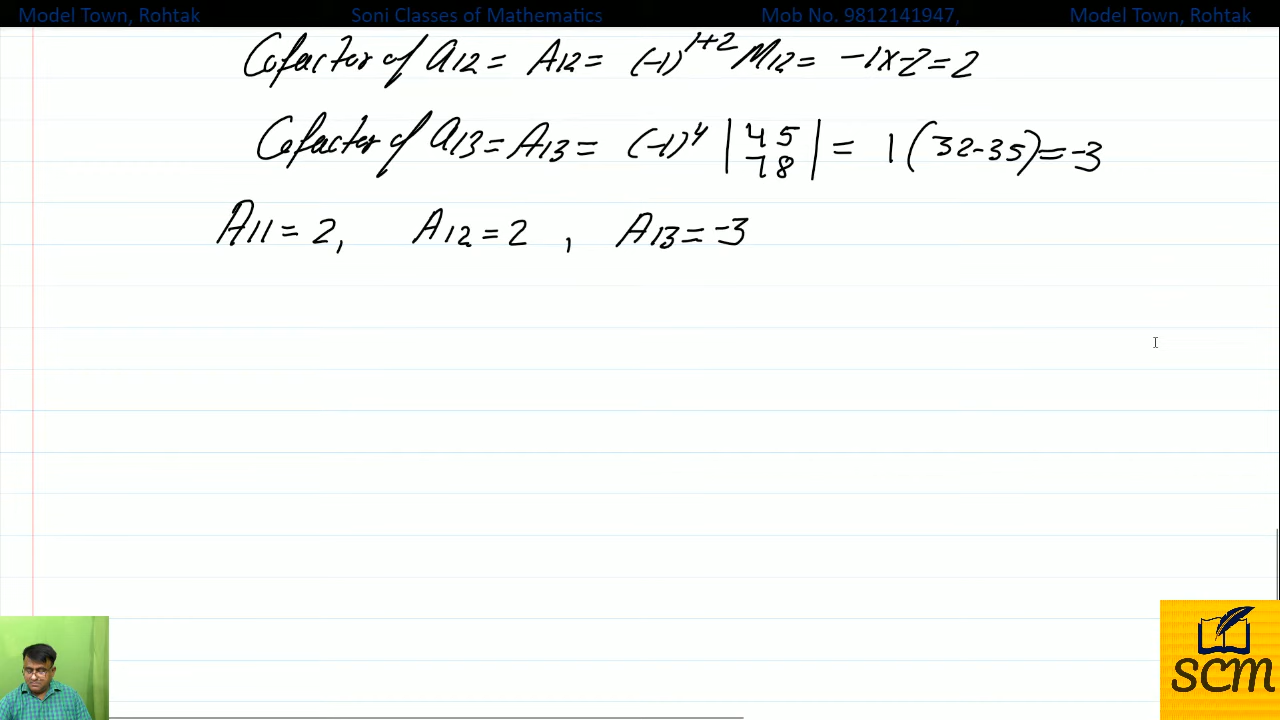 Model Town, Rohtak Soni Classes of Mathematics Mob No. 9812141947, Model Town, Rohtak
Cofactor of a12 = A12 = (-1)^1+2 M12 = -1x-2 = 2
Cofactor of a13 = A13 = (-1)^4 |4 5| = 1(32-35) = -3
|7 8|
A11 = 2, A12 = 2 , A13 = -3
SCM